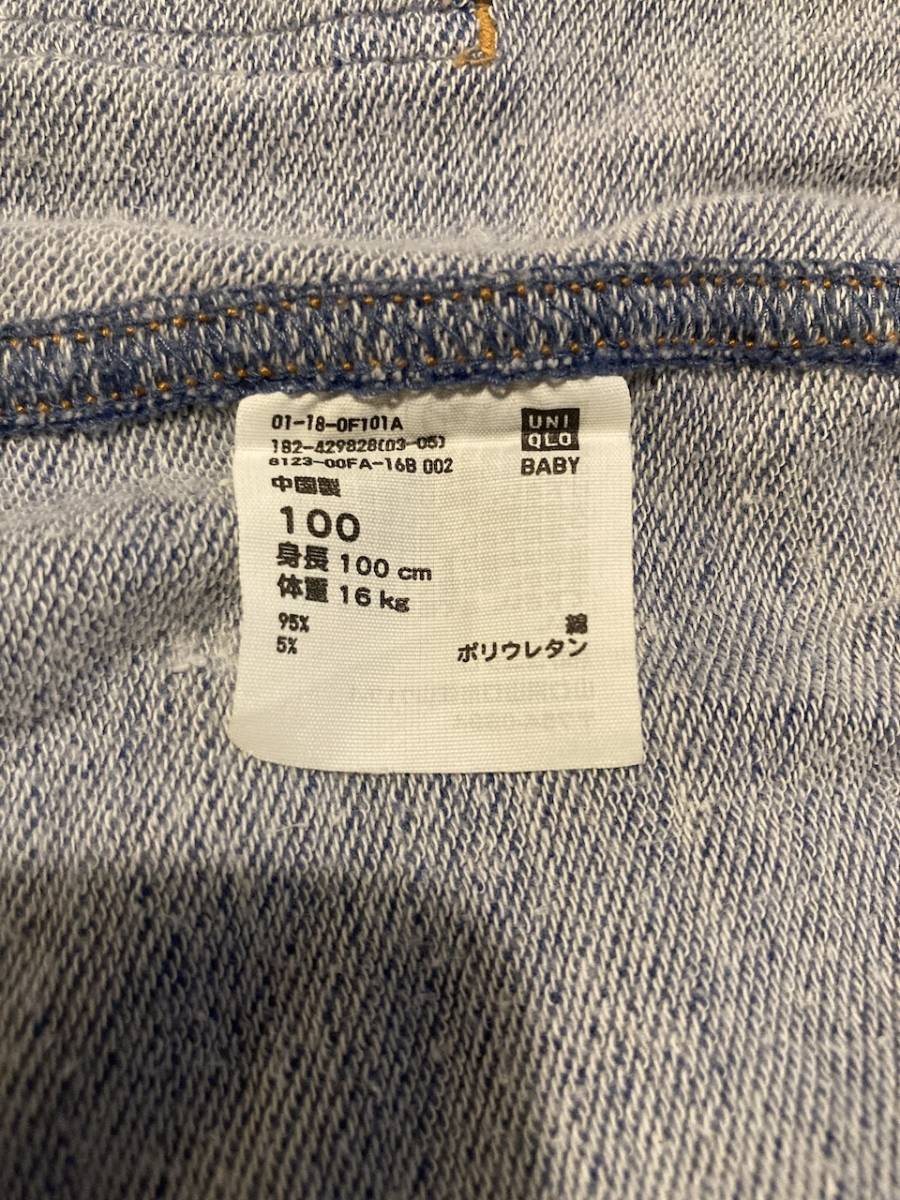 01-18-0F101A
182-429828(03-05)
8123-00FA-16B 002
UNI
QLO
BABY
中国製
100
身長 100 cm
体重 16 kg
95% 綿
5% ポリウレタン